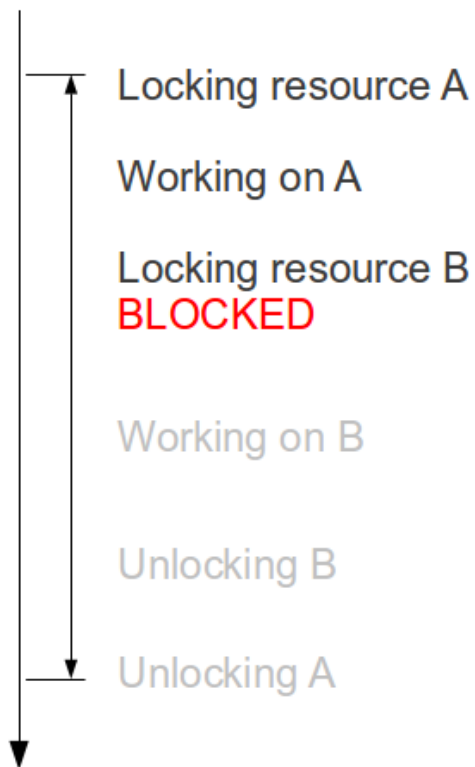 Locking resource A
Working on A
Locking resource B
BLOCKED
Working on B
Unlocking B
Unlocking A